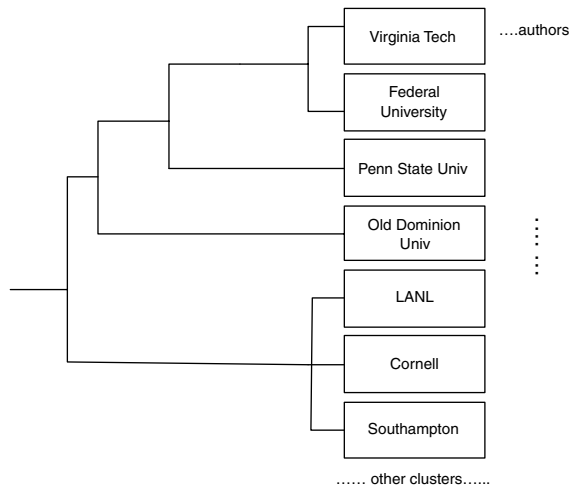 Virginia Tech
….authors
Federal
University
Penn State Univ
Old Dominion
Univ
LANL
Cornell
Southampton
…… other clusters…...